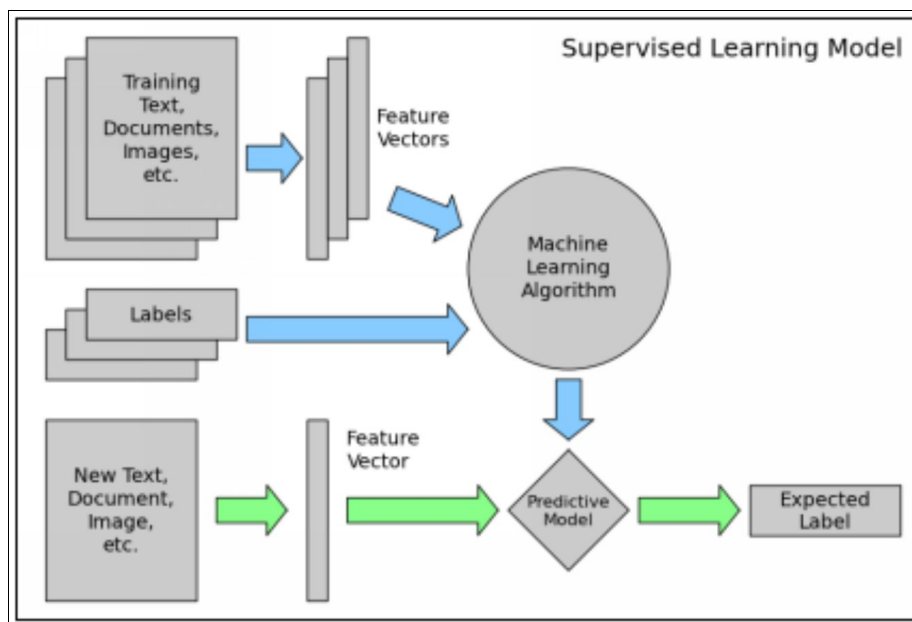 Supervised Learning Model
Training
Text,
Documents,
Images,
etc.
Feature
Vectors
Machine
Learning
Algorithm
Labels
New Text,
Document,
Image,
etc.
Feature
Vector
Predictive
Model
Expected
Label